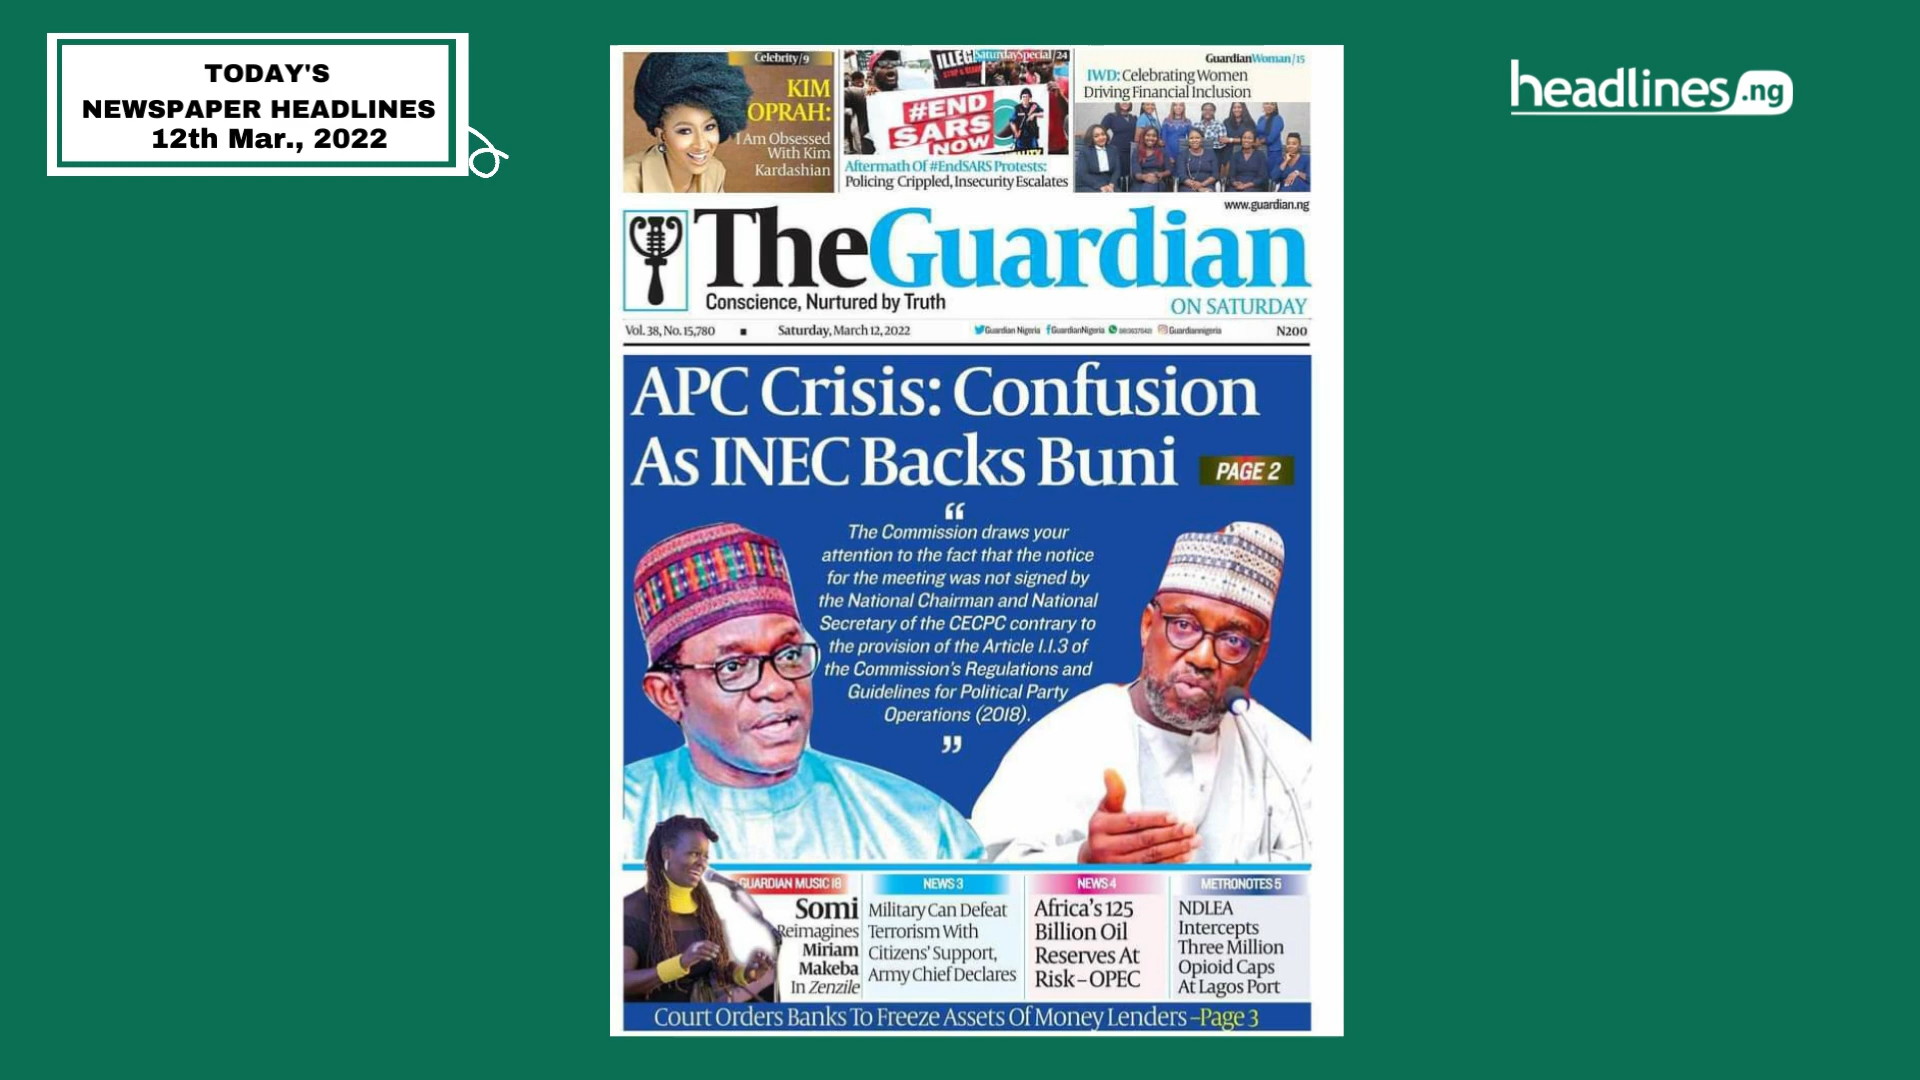 TODAY'S
NEWSPAPER HEADLINES
12th Mar., 2022
headlines.ng
Celebrity/9
KIM
OPRAH:
I Am Obsessed
With Kim
Kardashian
ILLEG
SaturdaySpecial/24
#END
SARS
NOW
Aftermath Of #EndSARS Protests:
Policing Crippled, Insecurity Escalates
GuardianWoman/15
IWD: Celebrating Women
Driving Financial Inclusion
www.guardian.ng
TheGuardian
Conscience, Nurtured by Truth
ON SATURDAY
Vol. 38, No. 15,780
Saturday, March 12, 2022
Guardian Nigeria
GuardianNigeria
Guardiannigeria
N200
APC Crisis: Confusion
As INEC Backs Buni
PAGE 2
“
The Commission draws your
attention to the fact that the notice
for the meeting was not signed by
the National Chairman and National
Secretary of the CECPC contrary to
the provision of the Article 1.1.3 of
the Commission's Regulations and
Guidelines for Political Party
Operations (2018).
”
GUARDIAN MUSIC 18
Somi
Reimagines
Miriam
Makeba
In Zenzile
NEWS 3
Military Can Defeat
Terrorism With
Citizens' Support,
Army Chief Declares
NEWS 4
Africa's 125
Billion Oil
Reserves At
Risk – OPEC
METRONOTES 5
NDLEA
Intercepts
Three Million
Opioid Caps
At Lagos Port
Court Orders Banks To Freeze Assets Of Money Lenders –Page 3